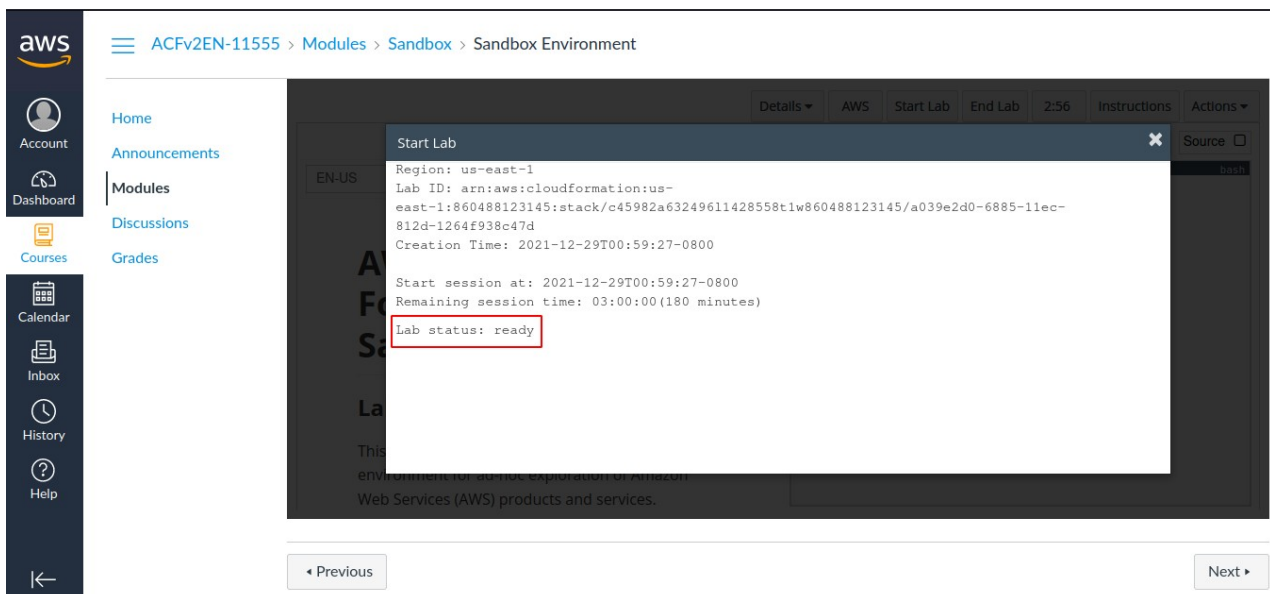 aws
ACFv2EN-11555 > Modules > Sandbox > Sandbox Environment
Account
Dashboard
Courses
Calendar
Inbox
History
Help
Home
Announcements
Modules
Discussions
Grades
Details AWS Start Lab End Lab 2:56 Instructions Actions
Source
EN-US
bash
Start Lab
Region: us-east-1
Lab ID: arn:aws:cloudformation:us-
east-1:860488123145:stack/c45982a632496l1428558t1w860488123145/a039e2d0-6885-11ec-
812d-1264f938c47d
Creation Time: 2021-12-29T00:59:27-0800
Start session at: 2021-12-29T00:59:27-0800
Remaining session time: 03:00:00(180 minutes)
Lab status: ready
La
This
environment for ad-hoc exploration of Amazon
Web Services (AWS) products and services.
Previous
Next